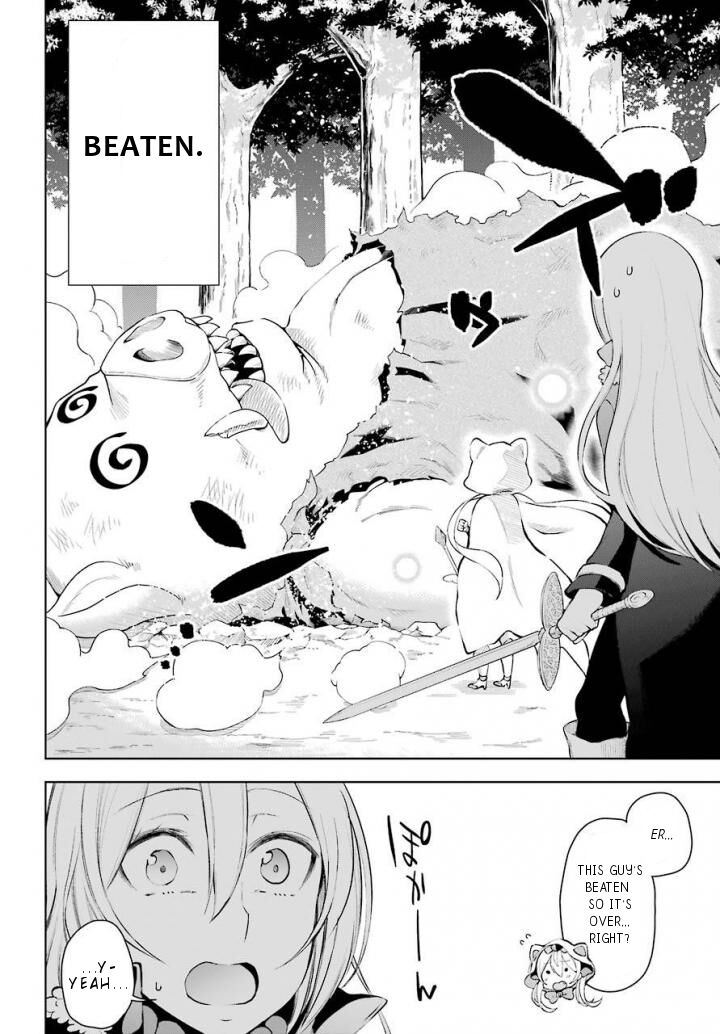 BEATEN.
ER...
THIS GUY'S
BEATEN
SO IT'S
OVER...
RIGHT?
...Y-
YEAH...